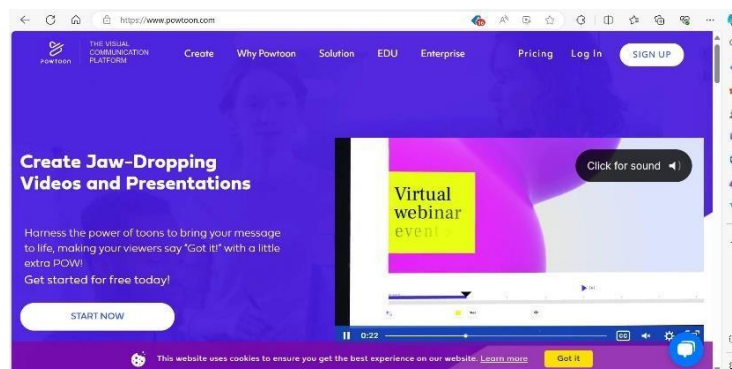 https://www.powtoon.com
POWTOON
THE VISUAL
COMMUNICATION
PLATFORM
Create Why Powtoon Solution EDU Enterprise Pricing Log In SIGN UP
Create Jaw-Dropping
Videos and Presentations
Harness the power of toons to bring your message
to life, making your viewers say "Got it!" with a little
extra POW!
Get started for free today!
START NOW
Click for sound
Virtual
webinar
event
0:22
CC
This website uses cookies to ensure you get the best experience on our website. Learn more Got it